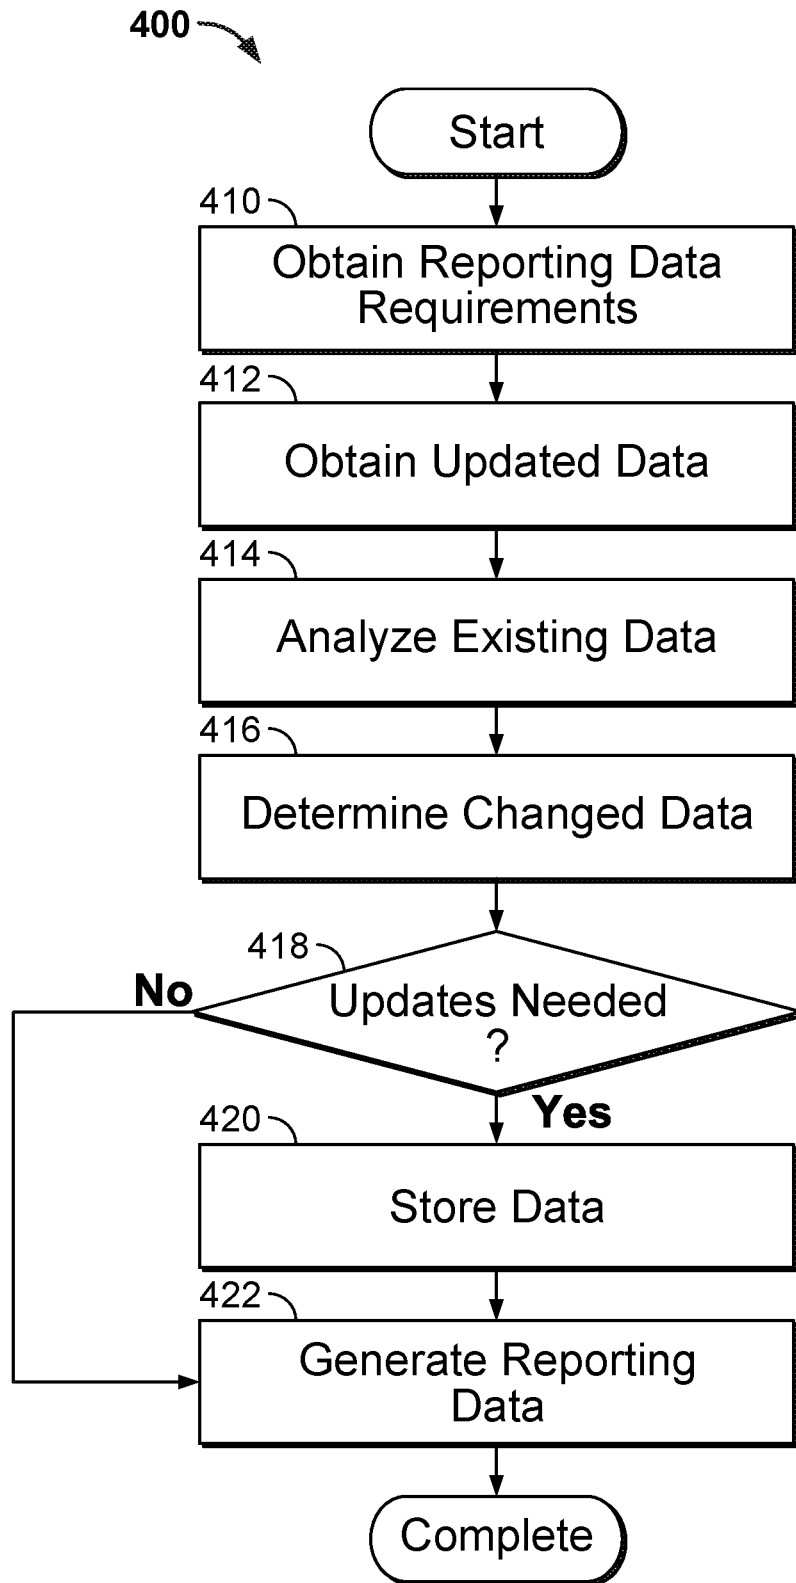 400
Start
410
Obtain Reporting Data
Requirements
412
Obtain Updated Data
414
Analyze Existing Data
416
Determine Changed Data
418
No
Updates Needed
?
Yes
420
Store Data
422
Generate Reporting
Data
Complete